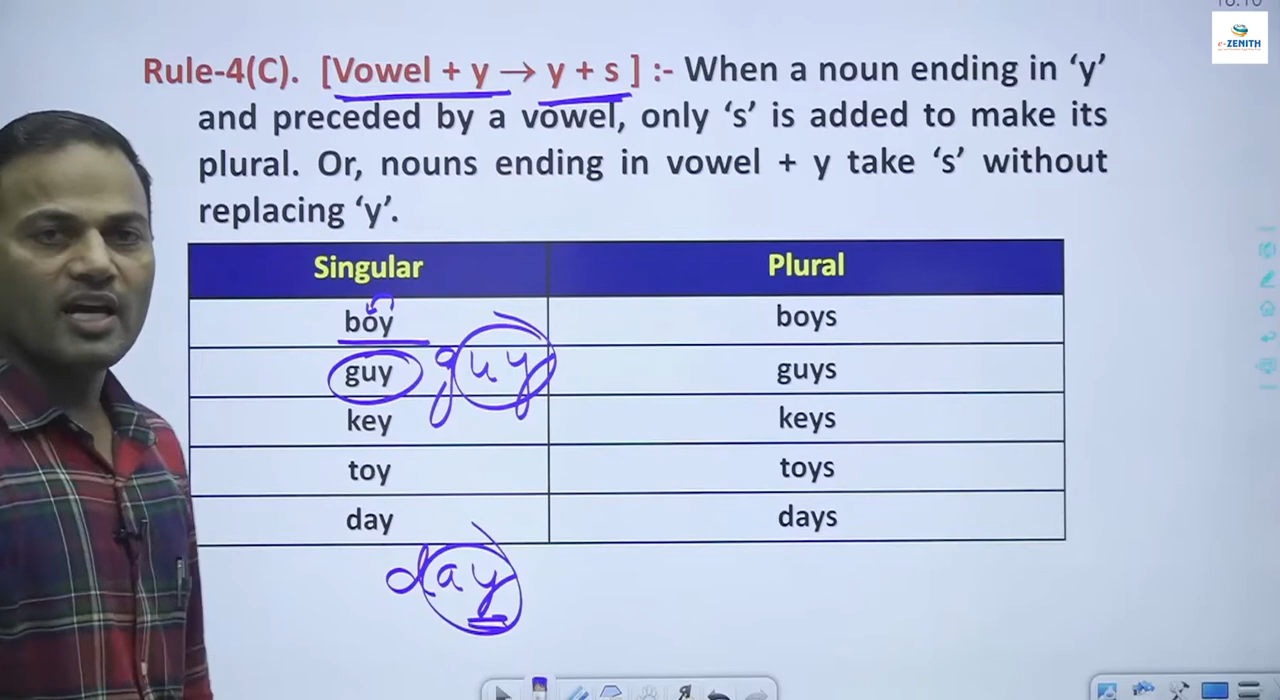 e-ZENITH
Rule-4(C). [Vowel + y → y + s ] :- When a noun ending in ‘y’
and preceded by a vowel, only ‘s’ is added to make its
plural. Or, nouns ending in vowel + y take ‘s’ without
replacing ‘y’.
Singular Plural
boy boys
guy guy guys
key keys
toy toys
day days
day